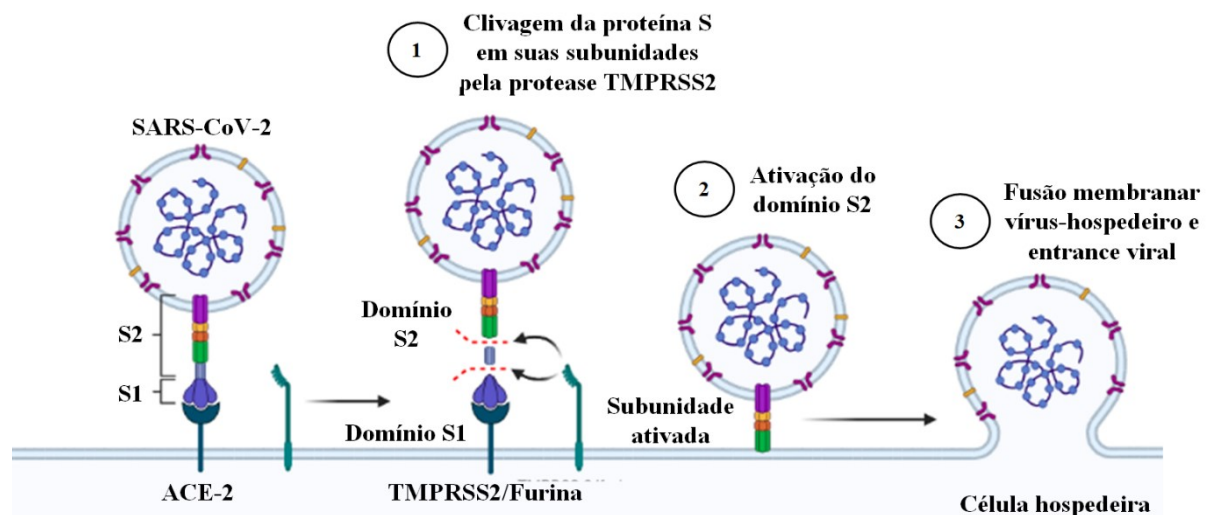 1
Clivagem da proteína S
em suas subunidades
pela protease TMPRSS2
SARS-CoV-2
2
Ativação do
domínio S2
3
Fusão membranar
vírus-hospedeiro e
entrance viral
S2
S1
Domínio
S2
Domínio S1
Subunidade
ativada
ACE-2
TMPRSS2/Furina
Célula hospedeira